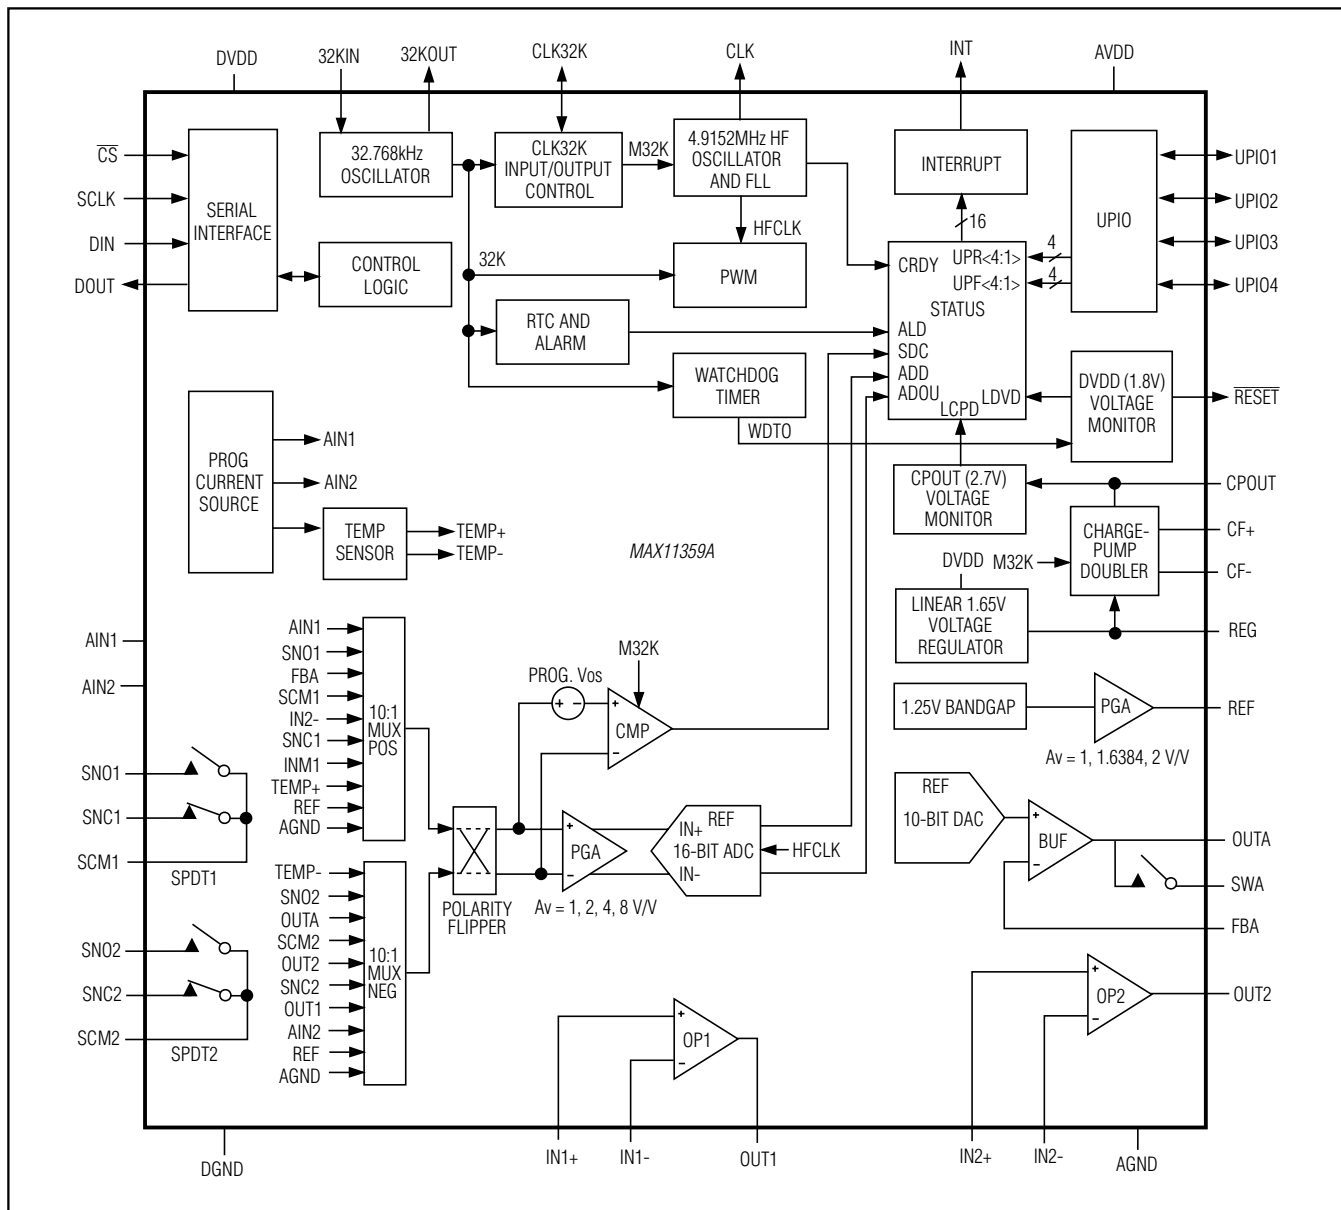 DVDD
32KIN
32KOUT
CLK32K
CLK
INT
AVDD
CS
SCLK
DIN
DOUT
SERIAL
INTERFACE
32.768kHz
OSCILLATOR
CONTROL
LOGIC
CLK32K
INPUT/OUTPUT
CONTROL
M32K
4.9152MHz HF
OSCILLATOR
AND FLL
HFCLK
32K
PWM
RTC AND
ALARM
WATCHDOG
TIMER
WDTO
INTERRUPT
16
CRDY
UPR<4:1>
UPF<4:1>
STATUS
ALD
SDC
ADD
ADOU
LDVD
LCPD
4
4
UPIO
UPIO1
UPIO2
UPIO3
UPIO4
DVDD (1.8V)
VOLTAGE
MONITOR
RESET
PROG
CURRENT
SOURCE
AIN1
AIN2
TEMP
SENSOR
TEMP+
TEMP-
MAX11359A
CPOUT (2.7V)
VOLTAGE
MONITOR
CPOUT
CHARGE-
PUMP
DOUBLER
CF+
CF-
M32K
DVDD
LINEAR 1.65V
VOLTAGE
REGULATOR
REG
1.25V BANDGAP
PGA
REF
Av = 1, 1.6384, 2 V/V
AIN1
AIN2
SNO1
SNC1
SCM1
SPDT1
SNO2
SNC2
SCM2
SPDT2
AIN1
SNO1
FBA
SCM1
IN2-
SNC1
INM1
TEMP+
REF
AGND
10:1
MUX
POS
TEMP-
SNO2
OUTA
SCM2
OUT2
SNC2
OUT1
AIN2
REF
AGND
10:1
MUX
NEG
POLARITY
FLIPPER
PROG. Vos
+ -
M32K
+
CMP
-
+
PGA
-
Av = 1, 2, 4, 8 V/V
IN+
REF
16-BIT ADC
IN-
HFCLK
REF
10-BIT DAC
+
BUF
-
OUTA
SWA
FBA
+
OP1
-
+
OP2
-
OUT2
DGND
IN1+
IN1-
OUT1
IN2+
IN2-
AGND